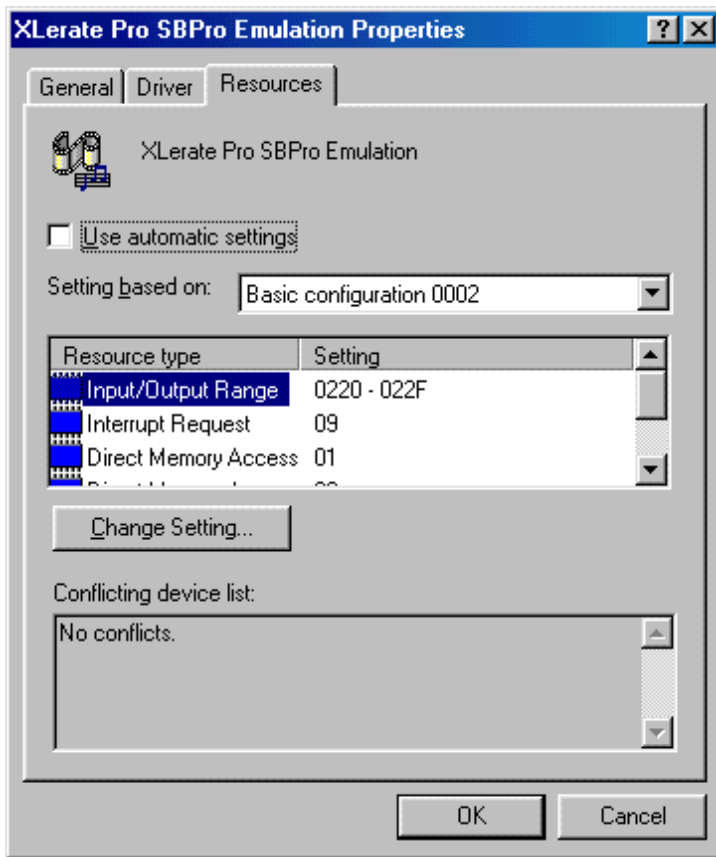 XLerate Pro SBPro Emulation Properties
General Driver Resources
XLerate Pro SBPro Emulation
Use automatic settings
Setting based on: Basic configuration 0002
Resource type Setting
Input/Output Range 0220 - 022F
Interrupt Request 09
Direct Memory Access 01
Change Setting...
Conflicting device list:
No conflicts.
OK Cancel